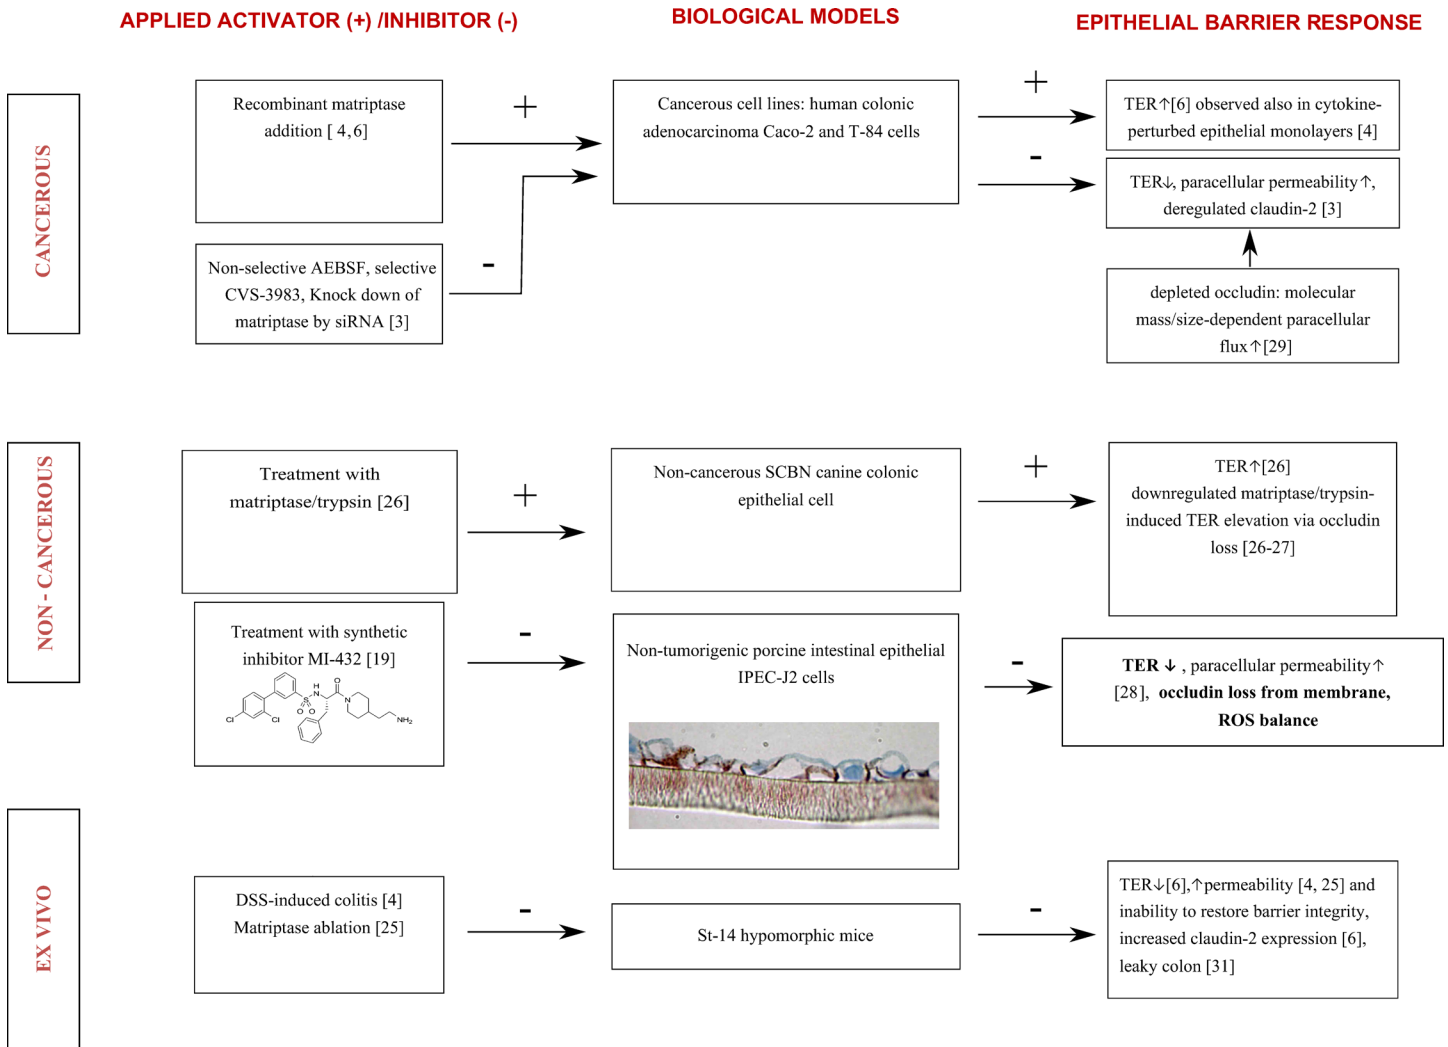 APPLIED ACTIVATOR (+) /INHIBITOR (-)
BIOLOGICAL MODELS
EPITHELIAL BARRIER RESPONSE
CANCEROUS
Recombinant matriptase
addition [ 4,6]
+
Cancerous cell lines: human colonic
adenocarcinoma Caco-2 and T-84 cells
+
TER↑[6] observed also in cytokine-
perturbed epithelial monolayers [4]
-
TER↓, paracellular permeability↑,
deregulated claudin-2 [3]
Non-selective AEBSF, selective
CVS-3983, Knock down of
matriptase by siRNA [3]
-
depleted occludin: molecular
mass/size-dependent paracellular
flux↑[29]
NON - CANCEROUS
Treatment with
matriptase/trypsin [26]
+
Non-cancerous SCBN canine colonic
epithelial cell
+
TER↑[26]
downregulated matriptase/trypsin-
induced TER elevation via occludin
loss [26-27]
Treatment with synthetic
inhibitor MI-432 [19]
Cl
Cl
S
O
O
H
N
O
N
NH2
-
Non-tumorigenic porcine intestinal epithelial
IPEC-J2 cells
-
TER ↓ , paracellular permeability↑
[28], occludin loss from membrane,
ROS balance
EX VIVO
DSS-induced colitis [4]
Matriptase ablation [25]
-
St-14 hypomorphic mice
-
TER↓[6],↑permeability [4, 25] and
inability to restore barrier integrity,
increased claudin-2 expression [6],
leaky colon [31]